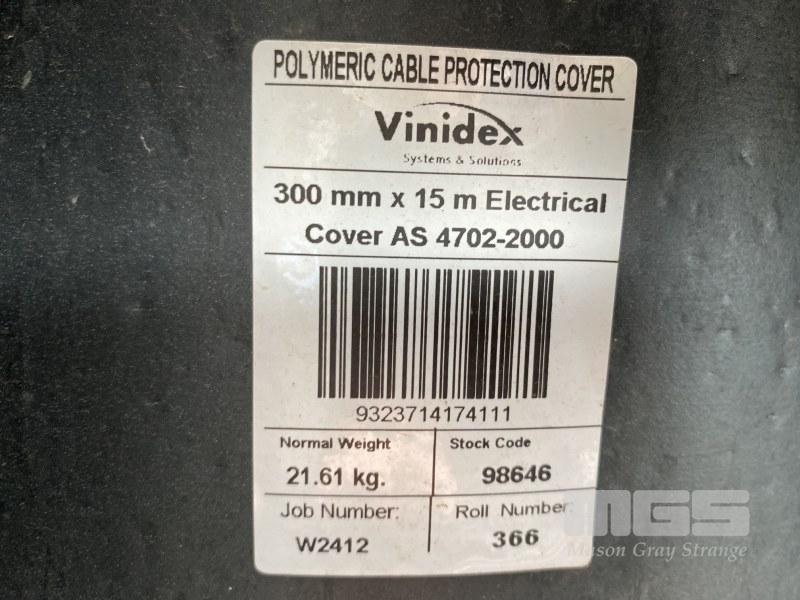 POLYMERIC CABLE PROTECTION COVER
Vinidex
Systems & Solutions
300 mm x 15 m Electrical
Cover AS 4702-2000
9323714174111
Normal Weight Stock Code
21.61 kg. 98646
Job Number: Roll Number:
W2412 366
MGS
Mason Gray Strange